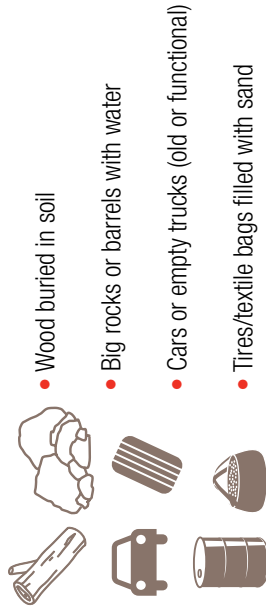 • Wood buried in soil
• Big rocks or barrels with water
• Cars or empty trucks (old or functional)
• Tires/textile bags filled with sand